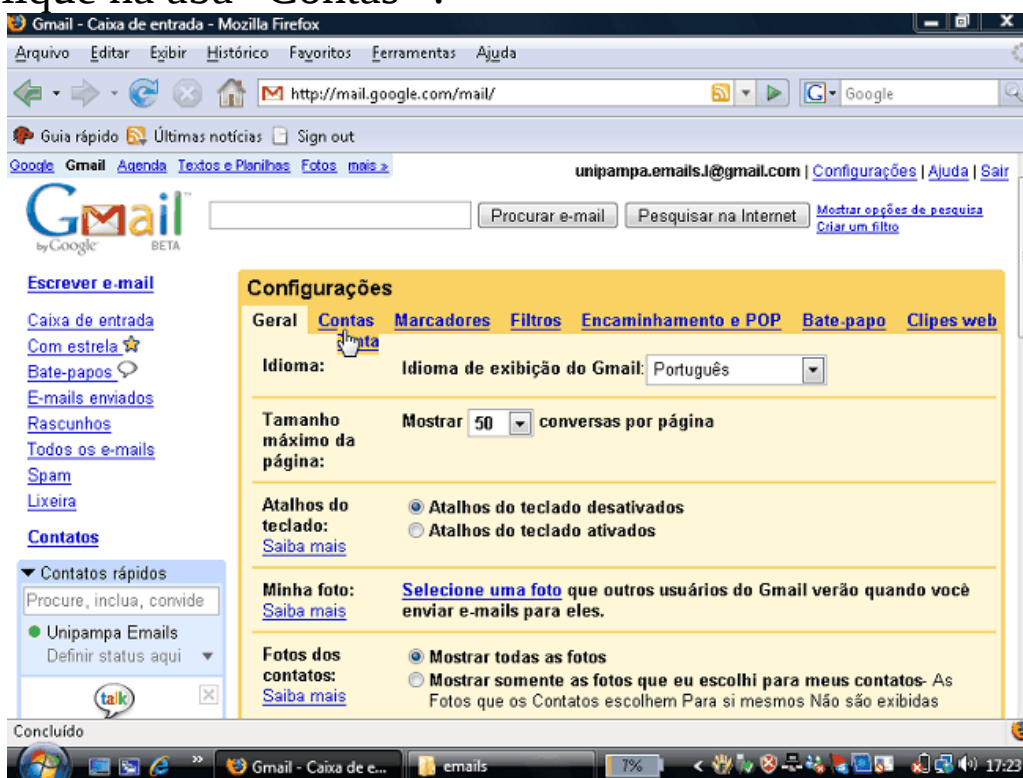 ique na aba "Contas".
Gmail - Caixa de entrada - Mozilla Firefox
Arquivo Editar Exibir Histórico Favoritos Ferramentas Ajuda
http://mail.google.com/mail/ Google
Guia rápido Últimas notícias Sign out
Google Gmail Agenda Textos e Planilhas Fotos mais »
unipampa.emails.l@gmail.com | Configurações | Ajuda | Sair
Gmail by Google BETA
Procurar e-mail Pesquisar na Internet Mostrar opções de pesquisa
Criar um filtro
Escrever e-mail
Caixa de entrada
Com estrela
Bate-papos
E-mails enviados
Rascunhos
Todos os e-mails
Spam
Lixeira
Contatos
Contatos rápidos
Procure, inclua, convide
Unipampa Emails
Definir status aqui
talk
Configurações
Geral Contas Marcadores Filtros Encaminhamento e POP Bate-papo Clipes web
Idioma: Idioma de exibição do Gmail: Português
Tamanho máximo da página: Mostrar 50 conversas por página
Atalhos do teclado:
Saiba mais
Atalhos do teclado desativados
Atalhos do teclado ativados
Minha foto:
Saiba mais
Selecione uma foto que outros usuários do Gmail verão quando você
enviar e-mails para eles.
Fotos dos contatos:
Saiba mais
Mostrar todas as fotos
Mostrar somente as fotos que eu escolhi para meus contatos- As
Fotos que os Contatos escolhem Para si mesmos Não são exibidas
Concluído
Gmail - Caixa de e... emails 7% 17:23